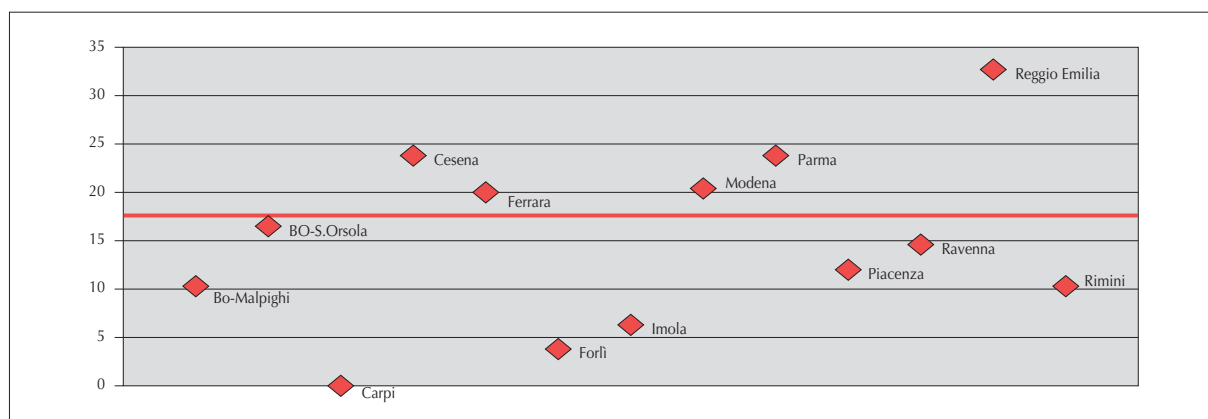 35
Reggio Emilia
30
25
Cesena
Parma
Modena
20
Ferrara
BO-S.Orsola
15
Ravenna
Piacenza
Rimini
10
Bo-Malpighi
Imola
5
Forlì
0
Carpi